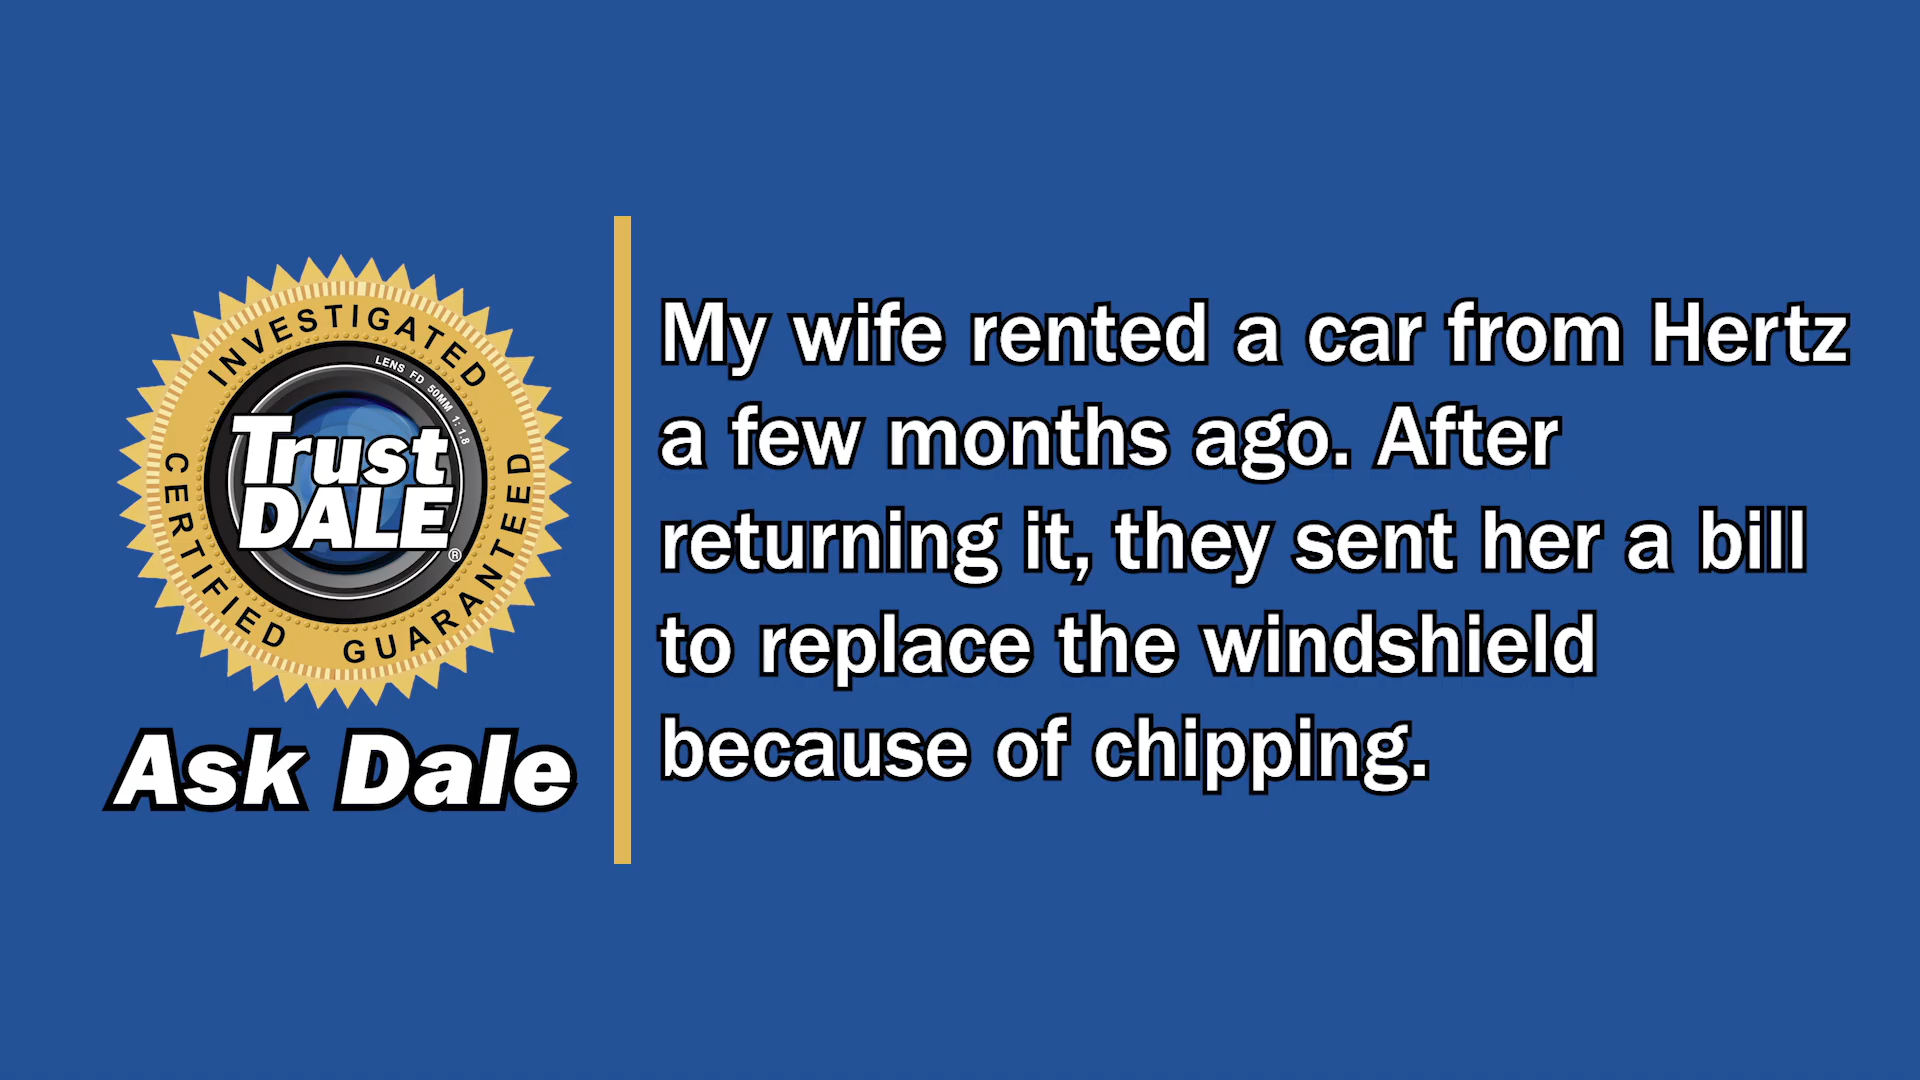 INVESTIGATED
LENS FD 50MM 1:1.8
Trust
DALE®
CERTIFIED
GUARANTEED
Ask Dale
My wife rented a car from Hertz
a few months ago. After
returning it, they sent her a bill
to replace the windshield
because of chipping.